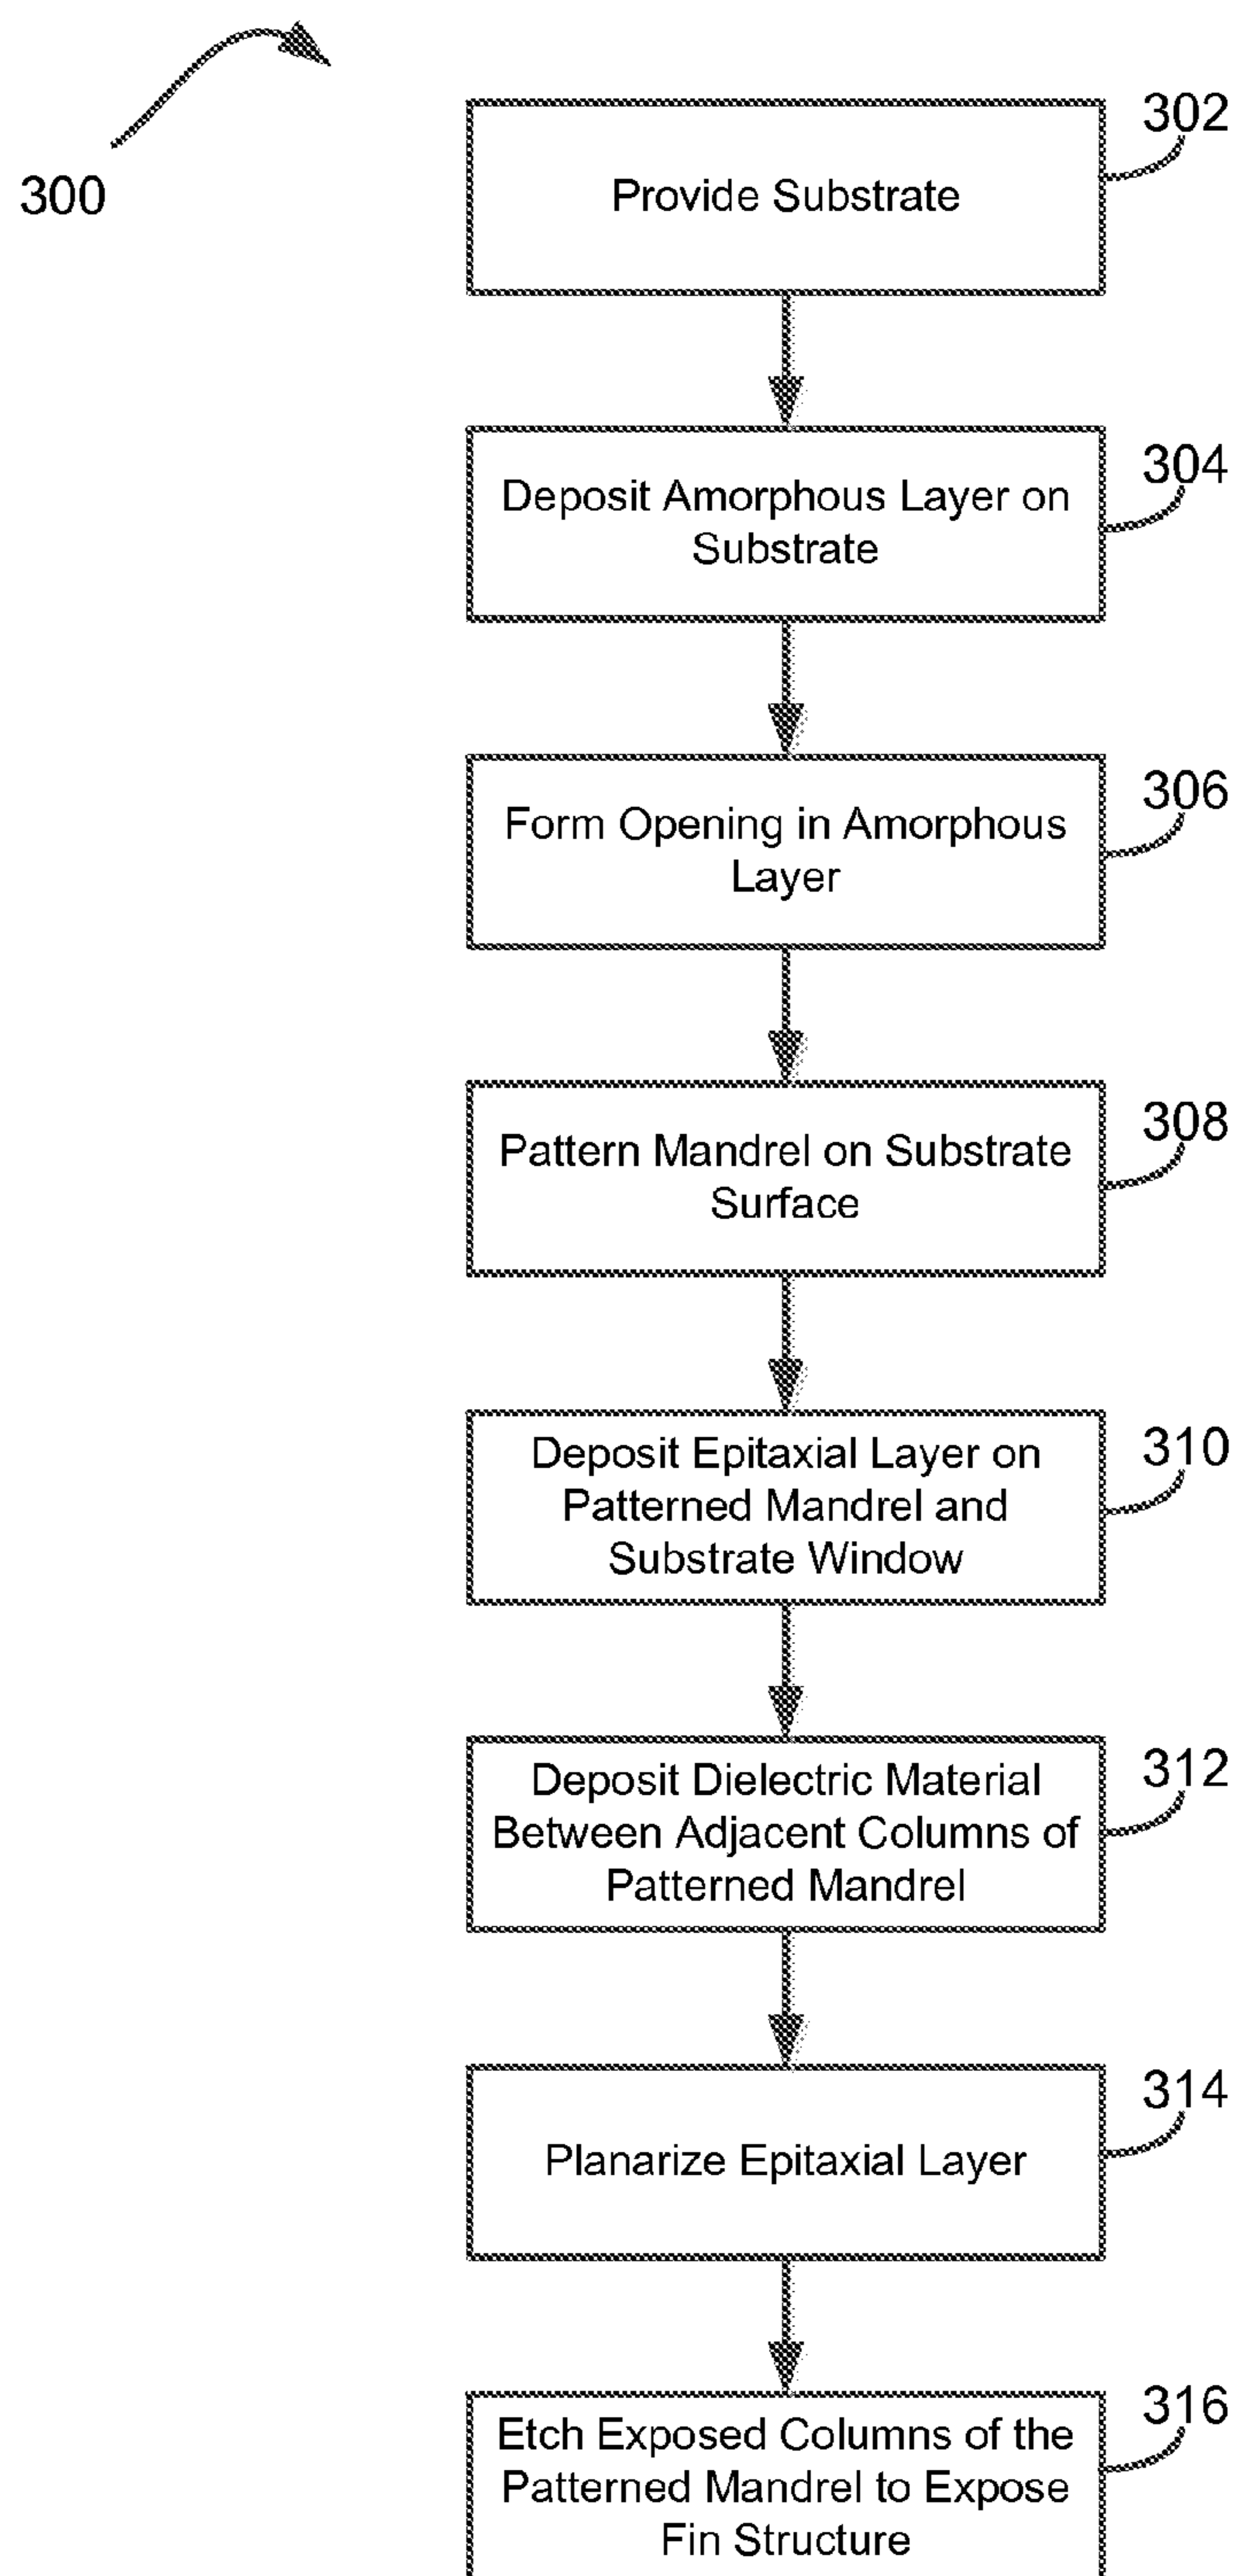 300
302
Provide Substrate
304
Deposit Amorphous Layer on
Substrate
306
Form Opening in Amorphous
Layer
308
Pattern Mandrel on Substrate
Surface
310
Deposit Epitaxial Layer on
Patterned Mandrel and
Substrate Window
312
Deposit Dielectric Material
Between Adjacent Columns of
Patterned Mandrel
314
Planarize Epitaxial Layer
316
Etch Exposed Columns of the
Patterned Mandrel to Expose
Fin Structure